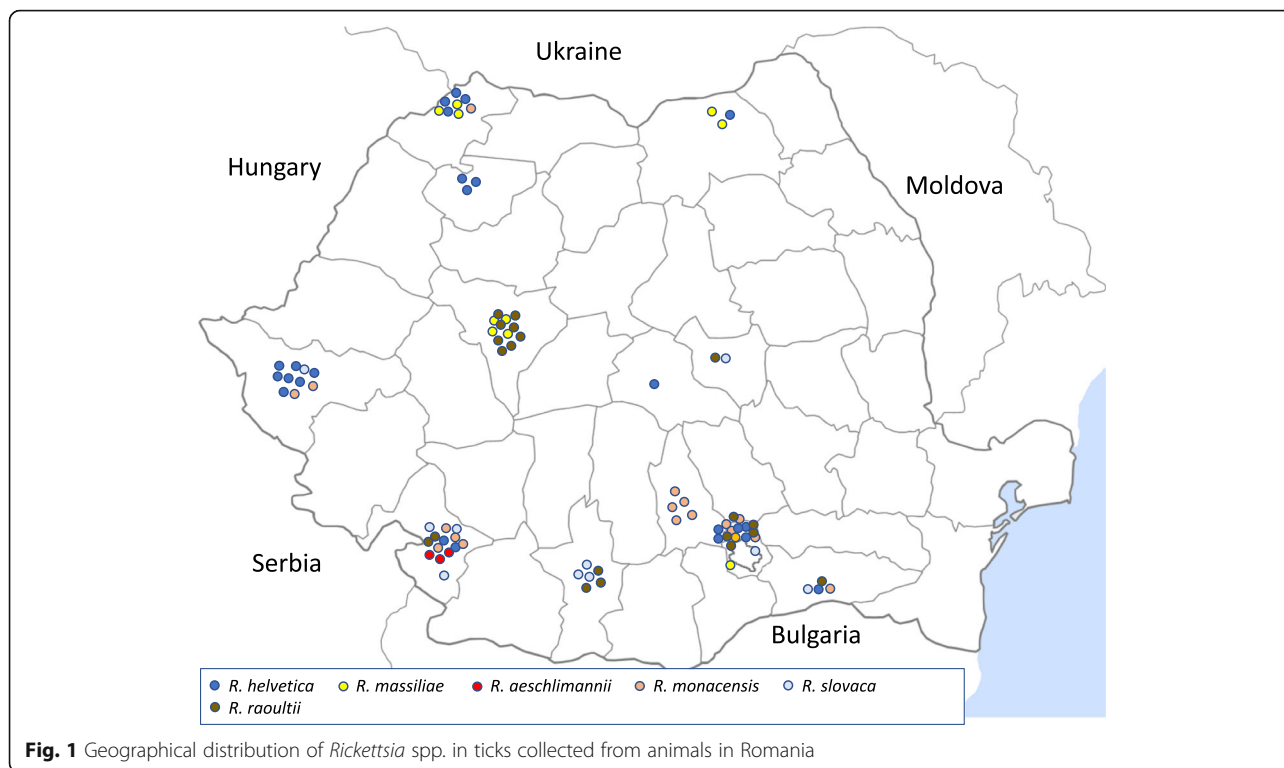 Ukraine
Hungary
Moldova
Serbia
Bulgaria
R. helvetica R. massiliae R. aeschlimannii R. monacensis R. slovaca
R. raoultii
Fig. 1 Geographical distribution of Rickettsia spp. in ticks collected from animals in Romania